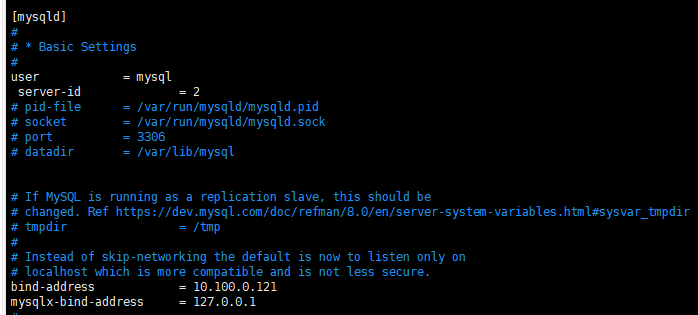 [mysqld]
#
# * Basic Settings
#
user            = mysql
 server-id              = 2
# pid-file      = /var/run/mysqld/mysqld.pid
# socket        = /var/run/mysqld/mysqld.sock
# port          = 3306
# datadir       = /var/lib/mysql
# If MySQL is running as a replication slave, this should be
# changed. Ref https://dev.mysql.com/doc/refman/8.0/en/server-system-variables.html#sysvar_tmpdir
# tmpdir                = /tmp
#
# Instead of skip-networking the default is now to listen only on
# localhost which is more compatible and is not less secure.
bind-address            = 10.100.0.121
mysqlx-bind-address     = 127.0.0.1
#